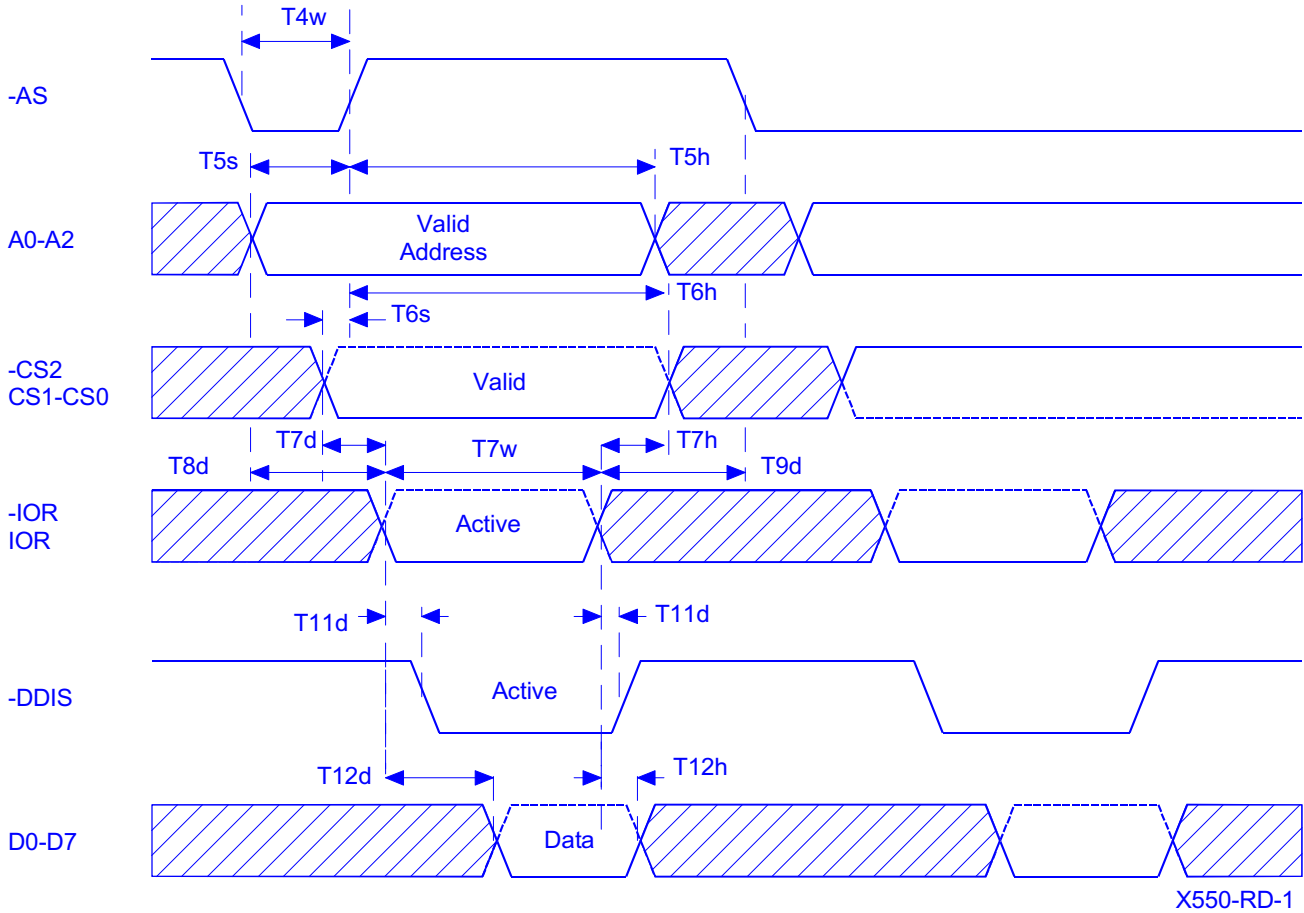 T4w
-AS
T5s
T5h
A0-A2
Valid
Address
T6h
T6s
-CS2
CS1-CS0
Valid
T7d
T7w
T7h
T8d
T9d
-IOR
IOR
Active
T11d
T11d
-DDIS
Active
T12d
T12h
D0-D7
Data
X550-RD-1